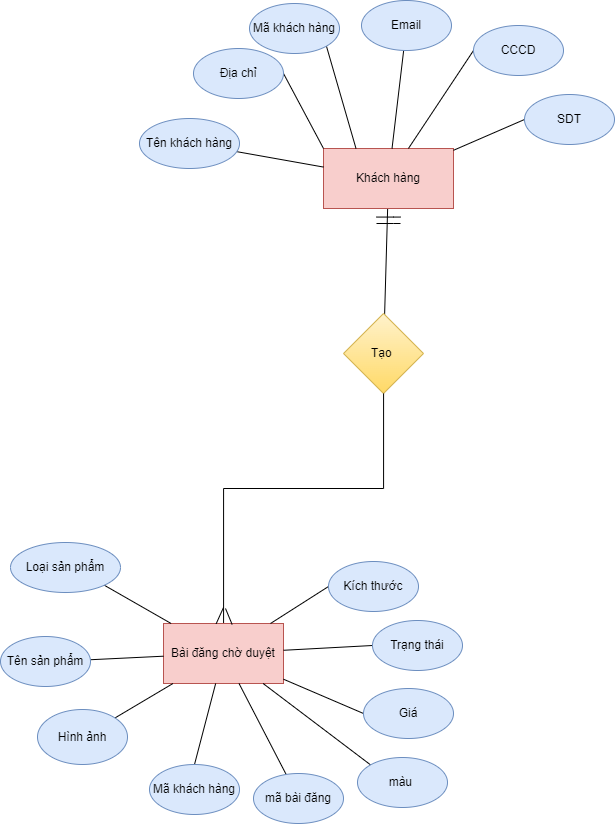 Email
Mã khách hàng
CCCD
Địa chỉ
SDT
Tên khách hàng
Khách hàng
Tạo
Loại sản phẩm
Kích thước
Trạng thái
Bài đăng chờ duyệt
Tên sản phẩm
Giá
Hình ảnh
màu
Mã khách hàng
mã bài đăng